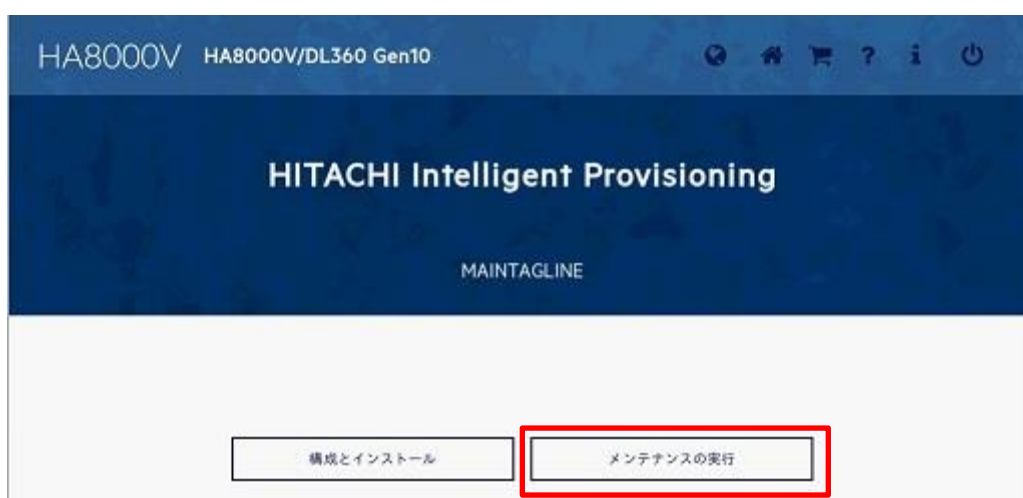 HA8000V HA8000V/DL360 Gen10 ? i
HITACHI Intelligent Provisioning
MAINTAGLINE
構成とインストール メンテナンスの実行